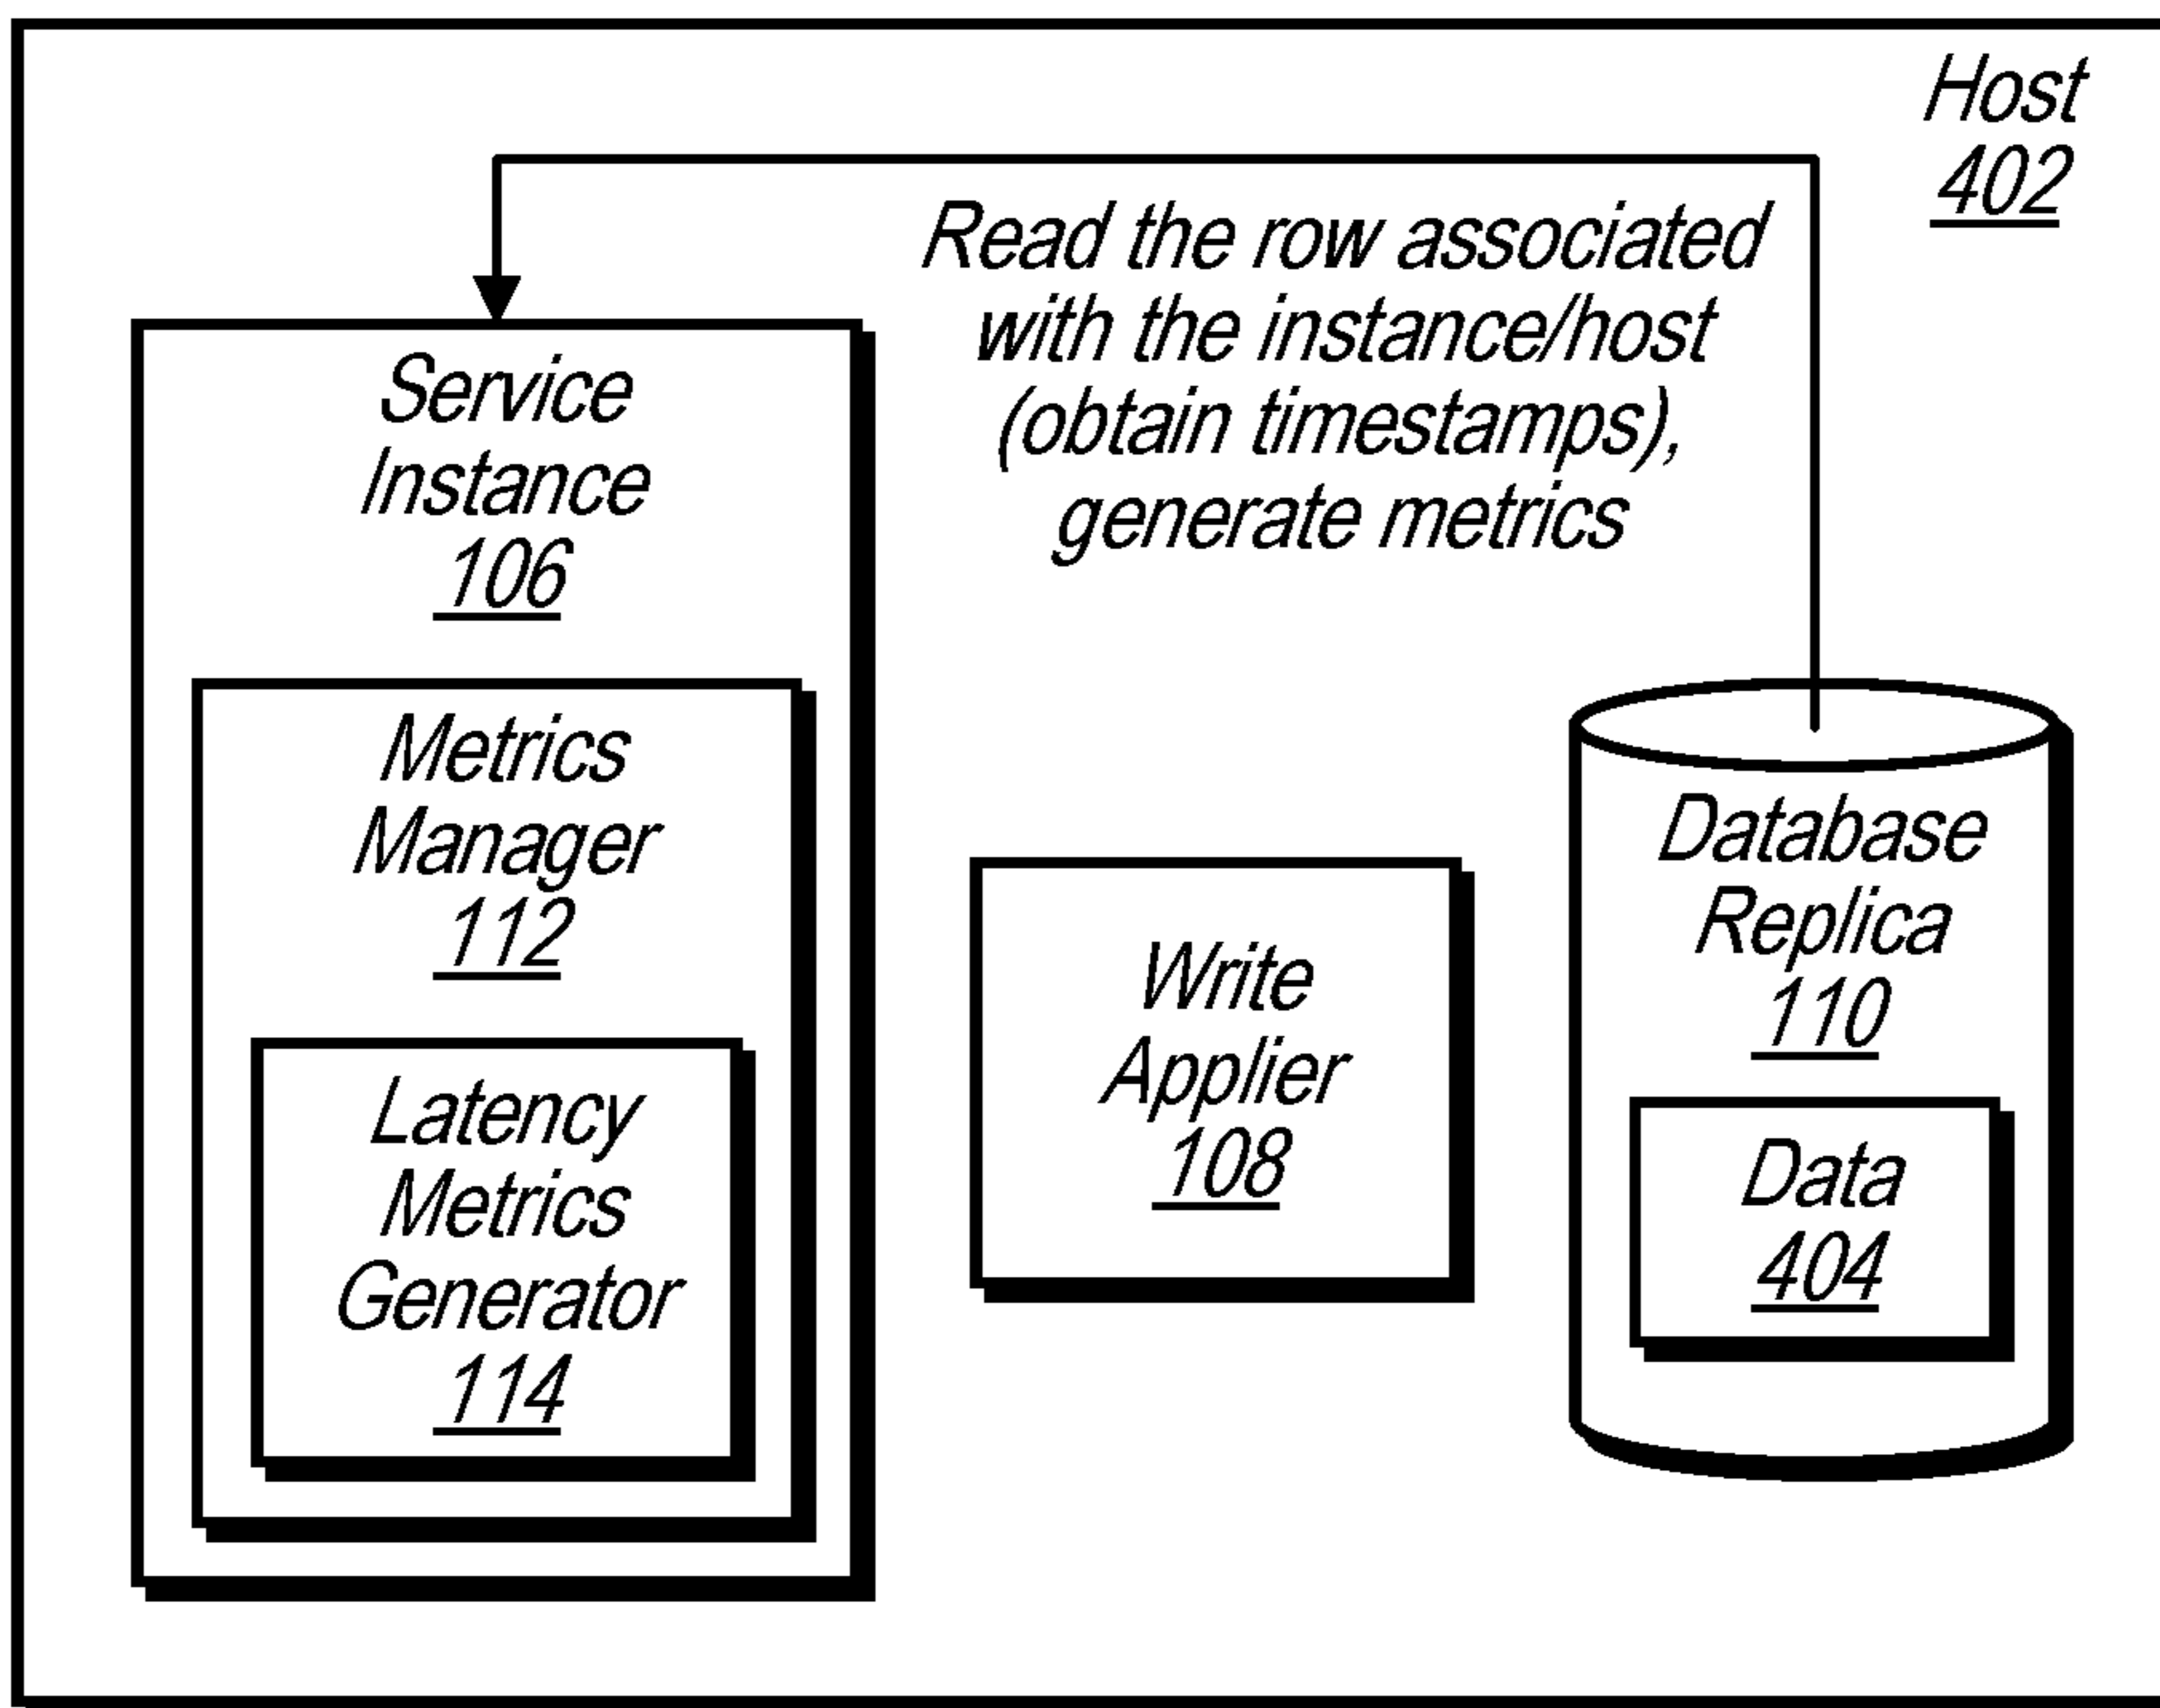 Host
402
Read the row associated
with the instance/host
(obtain timestamps),
generate metrics
Service
Instance
106
Metrics
Manager
112
Latency
Metrics
Generator
114
Write
Applier
108
Database
Replica
110
Data
404